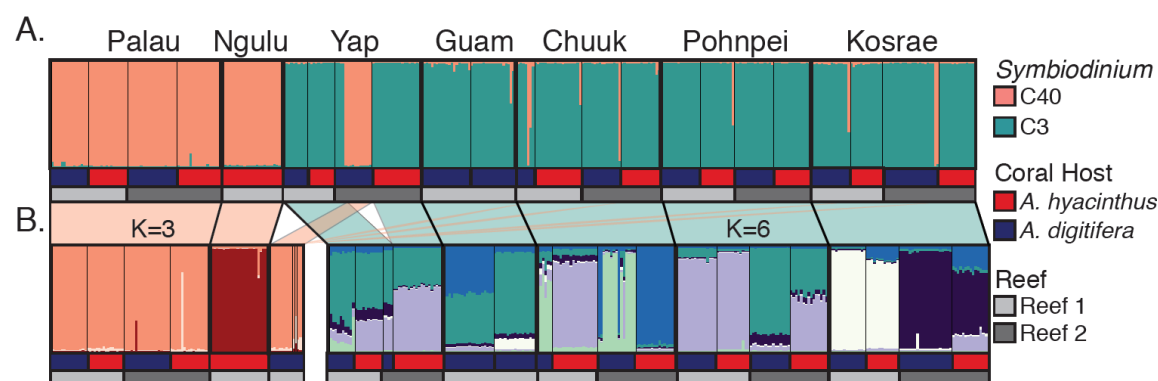 A.
Palau Ngulu Yap Guam Chuuk Pohnpei Kosrae
Symbiodinium
C40
C3
Coral Host
A. hyacinthus
A. digitifera
B.
K=3 K=6
Reef
Reef 1
Reef 2